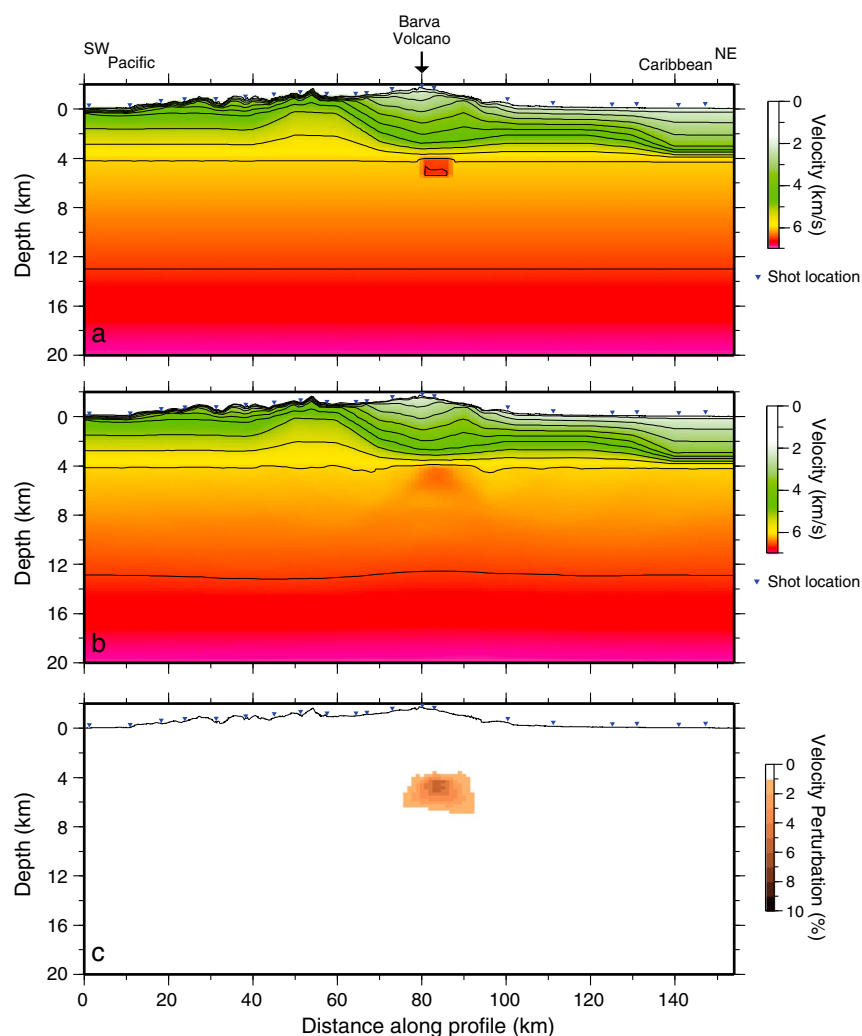 Barva
Volcano
SW
Pacific
Caribbean
NE
0
4
8
12
16
20
Depth (km)
a
0
2
4
6
Velocity (km/s)
Shot location
0
4
8
12
16
20
Depth (km)
b
0
2
4
6
Velocity (km/s)
Shot location
0
4
8
12
16
20
Depth (km)
c
0
2
4
6
8
10
Velocity Perturbation (%)
0 20 40 60 80 100 120 140
Distance along profile (km)